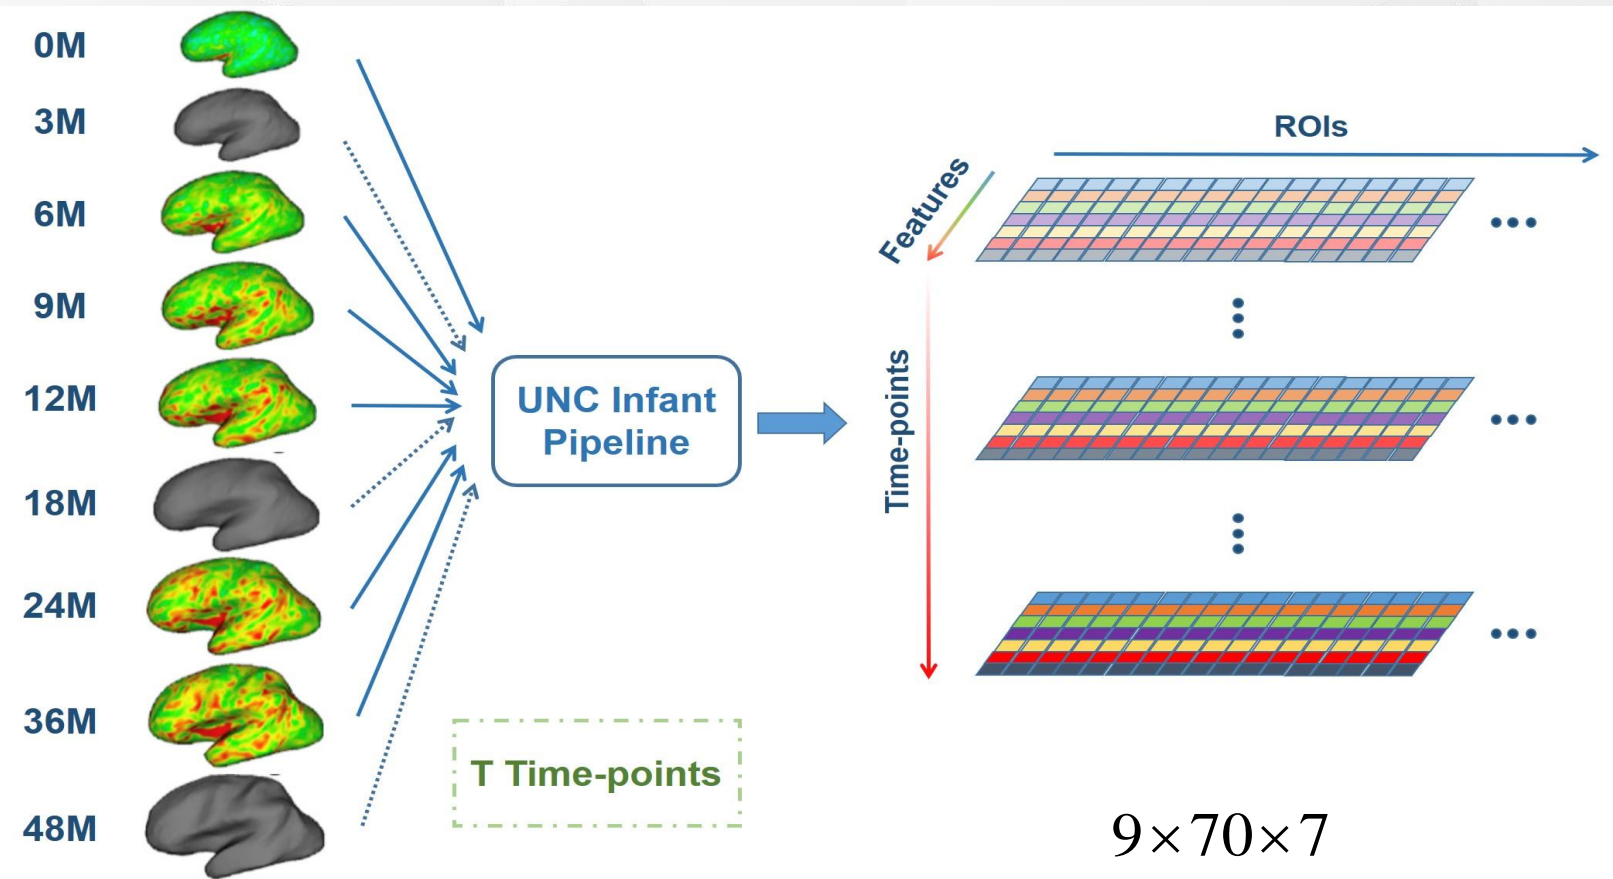 0M
3M
6M
9M
12M
18M
24M
36M
48M
UNC Infant
Pipeline
T Time-points
ROIs
Features
Time-points
9×70×7